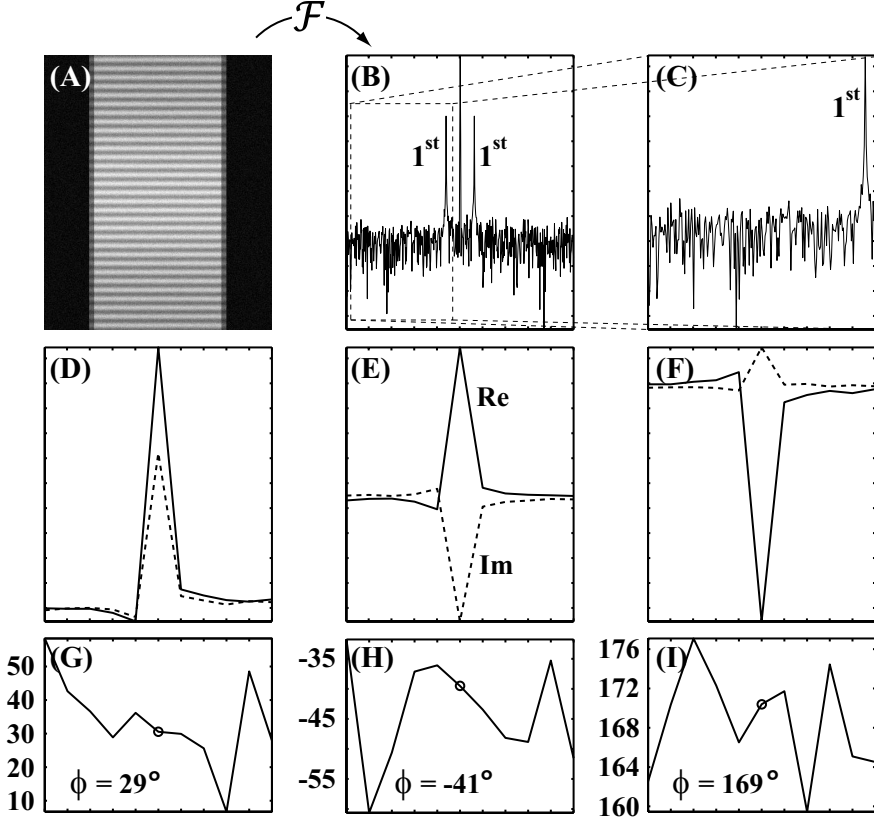 ℱ
(A)
(B)
1st
1st
(C)
1st
(D)
(E)
Re
Im
(F)
(G)
50
40
30
20
10
ϕ = 29°
(H)
-35
-45
-55
ϕ = -41°
(I)
176
172
168
164
160
ϕ = 169°